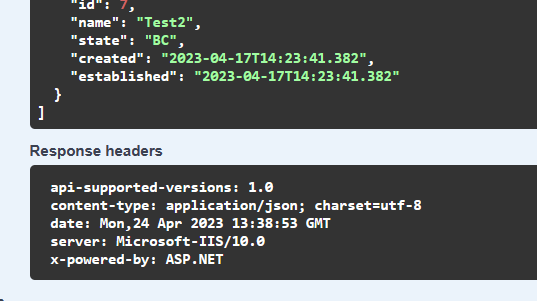 "id": 7,
"name": "Test2",
"state": "BC",
"created": "2023-04-17T14:23:41.382",
"established": "2023-04-17T14:23:41.382"
}
]
Response headers
api-supported-versions: 1.0
content-type: application/json; charset=utf-8
date: Mon,24 Apr 2023 13:38:53 GMT
server: Microsoft-IIS/10.0
x-powered-by: ASP.NET